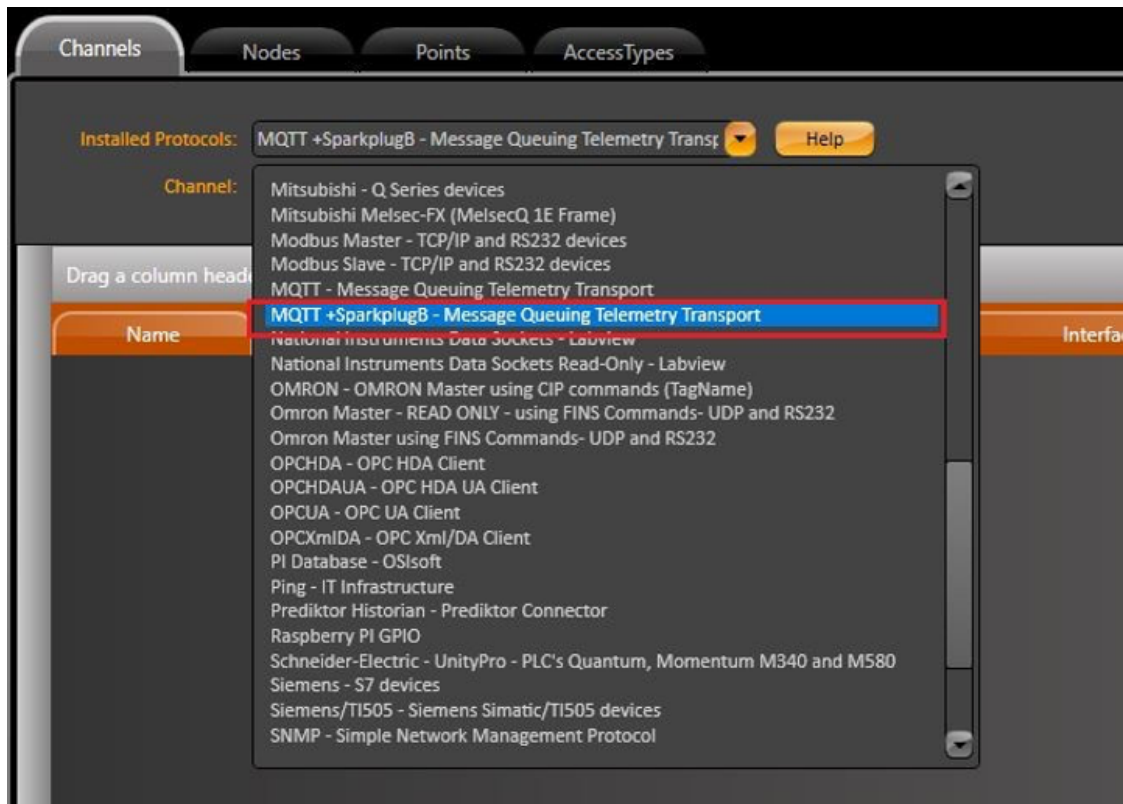 Channels Nodes Points AccessTypes
Installed Protocols: MQTT +SparkplugB - Message Queuing Telemetry Transp Help
Channel:
Mitsubishi - Q Series devices
Mitsubishi Melsec-FX (MelsecQ 1E Frame)
Modbus Master - TCP/IP and RS232 devices
Modbus Slave - TCP/IP and RS232 devices
Drag a column heade
MQTT - Message Queuing Telemetry Transport
MQTT +SparkplugB - Message Queuing Telemetry Transport
Name Interfa
National Instruments Data Sockets - Labview
National Instruments Data Sockets Read-Only - Labview
OMRON - OMRON Master using CIP commands (TagName)
Omron Master - READ ONLY - using FINS Commands- UDP and RS232
Omron Master using FINS Commands- UDP and RS232
OPCHDA - OPC HDA Client
OPCHDAUA - OPC HDA UA Client
OPCUA - OPC UA Client
OPCXmlDA - OPC Xml/DA Client
PI Database - OSIsoft
Ping - IT Infrastructure
Prediktor Historian - Prediktor Connector
Raspberry PI GPIO
Schneider-Electric - UnityPro - PLC's Quantum, Momentum M340 and M580
Siemens - S7 devices
Siemens/TI505 - Siemens Simatic/TI505 devices
SNMP - Simple Network Management Protocol